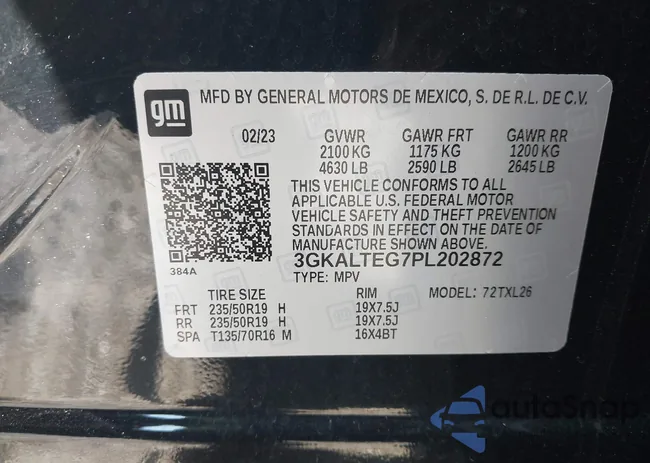 gm
MFD BY GENERAL MOTORS DE MEXICO, S. DE R.L. DE C.V.
02/23 GVWR GAWR FRT GAWR RR
2100 KG 1175 KG 1200 KG
4630 LB 2590 LB 2645 LB
THIS VEHICLE CONFORMS TO ALL
APPLICABLE U.S. FEDERAL MOTOR
VEHICLE SAFETY AND THEFT PREVENTION
STANDARDS IN EFFECT ON THE DATE OF
MANUFACTURE SHOWN ABOVE.
384A
3GKALTEG7PL202872
TYPE: MPV
TIRE SIZE RIM MODEL: 72TXL26
FRT 235/50R19 H 19X7.5J
RR 235/50R19 H 19X7.5J
SPA T135/70R16 M 16X4BT
autoSnap